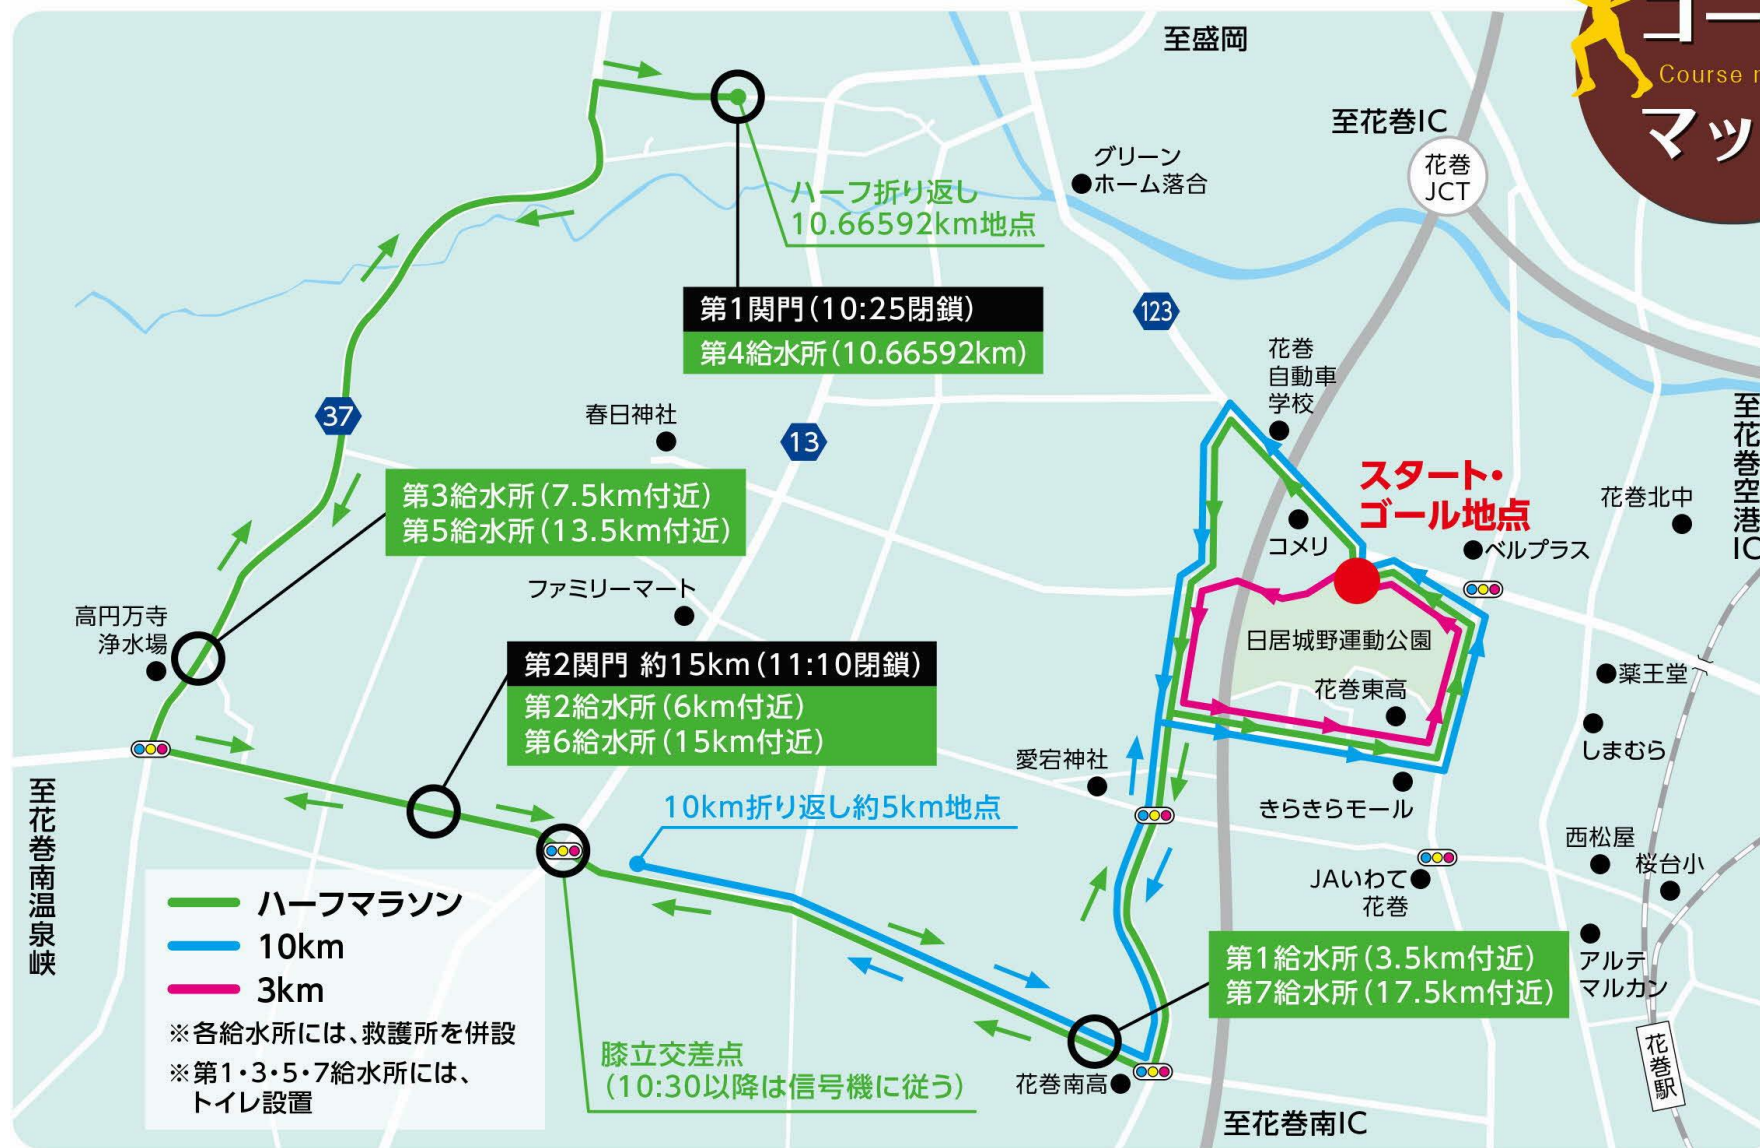 至盛岡
コー
Course
マッ
至花巻IC
花巻
JCT
グリーン
ホーム落合
ハーフ折り返し
10.66592km地点
第1関門（10:25閉鎖）
第4給水所（10.66592km）
123
花巻
自動車
学校
至花巻空港IC
37
春日神社
13
スタート・
ゴール地点
花巻北中
第3給水所（7.5km付近）
第5給水所（13.5km付近）
コメリ
ベルプラス
ファミリーマート
高円万寺
浄水場
日居城野運動公園
第2関門 約15km（11:10閉鎖）
第2給水所（6km付近）
第6給水所（15km付近）
花巻東高
薬王堂
しまむら
愛宕神社
至花巻南温泉峡
10km折り返し約5km地点
きらきらモール
西松屋
桜台小
JAいわて
花巻
ハーフマラソン
10km
3km
※各給水所には、救護所を併設
※第1・3・5・7給水所には、
トイレ設置
第1給水所（3.5km付近）
第7給水所（17.5km付近）
アルテ
マルカン
膝立交差点
（10:30以降は信号機に従う）
花巻南高
花巻駅
至花巻南IC